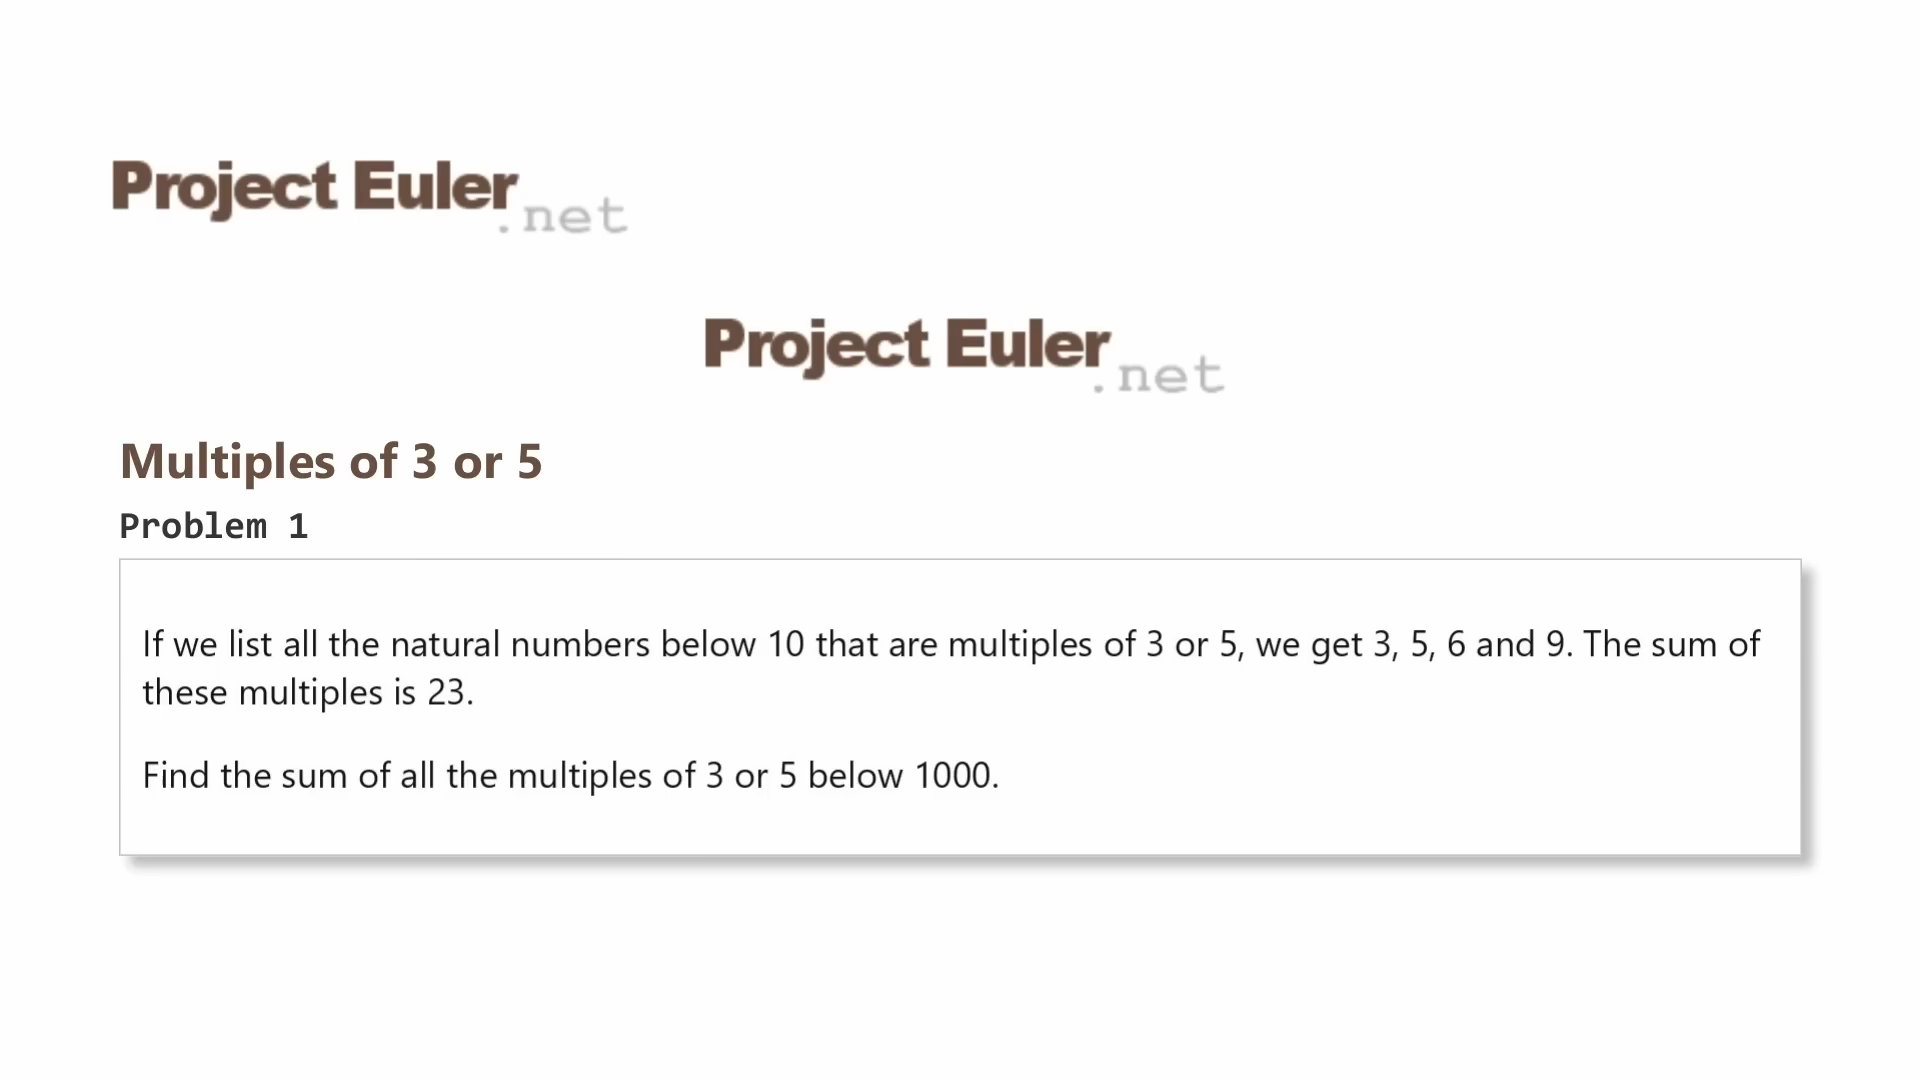 Project Euler.net
Project Euler.net
Multiples of 3 or 5
Problem 1
If we list all the natural numbers below 10 that are multiples of 3 or 5, we get 3, 5, 6 and 9. The sum of
these multiples is 23.
Find the sum of all the multiples of 3 or 5 below 1000.